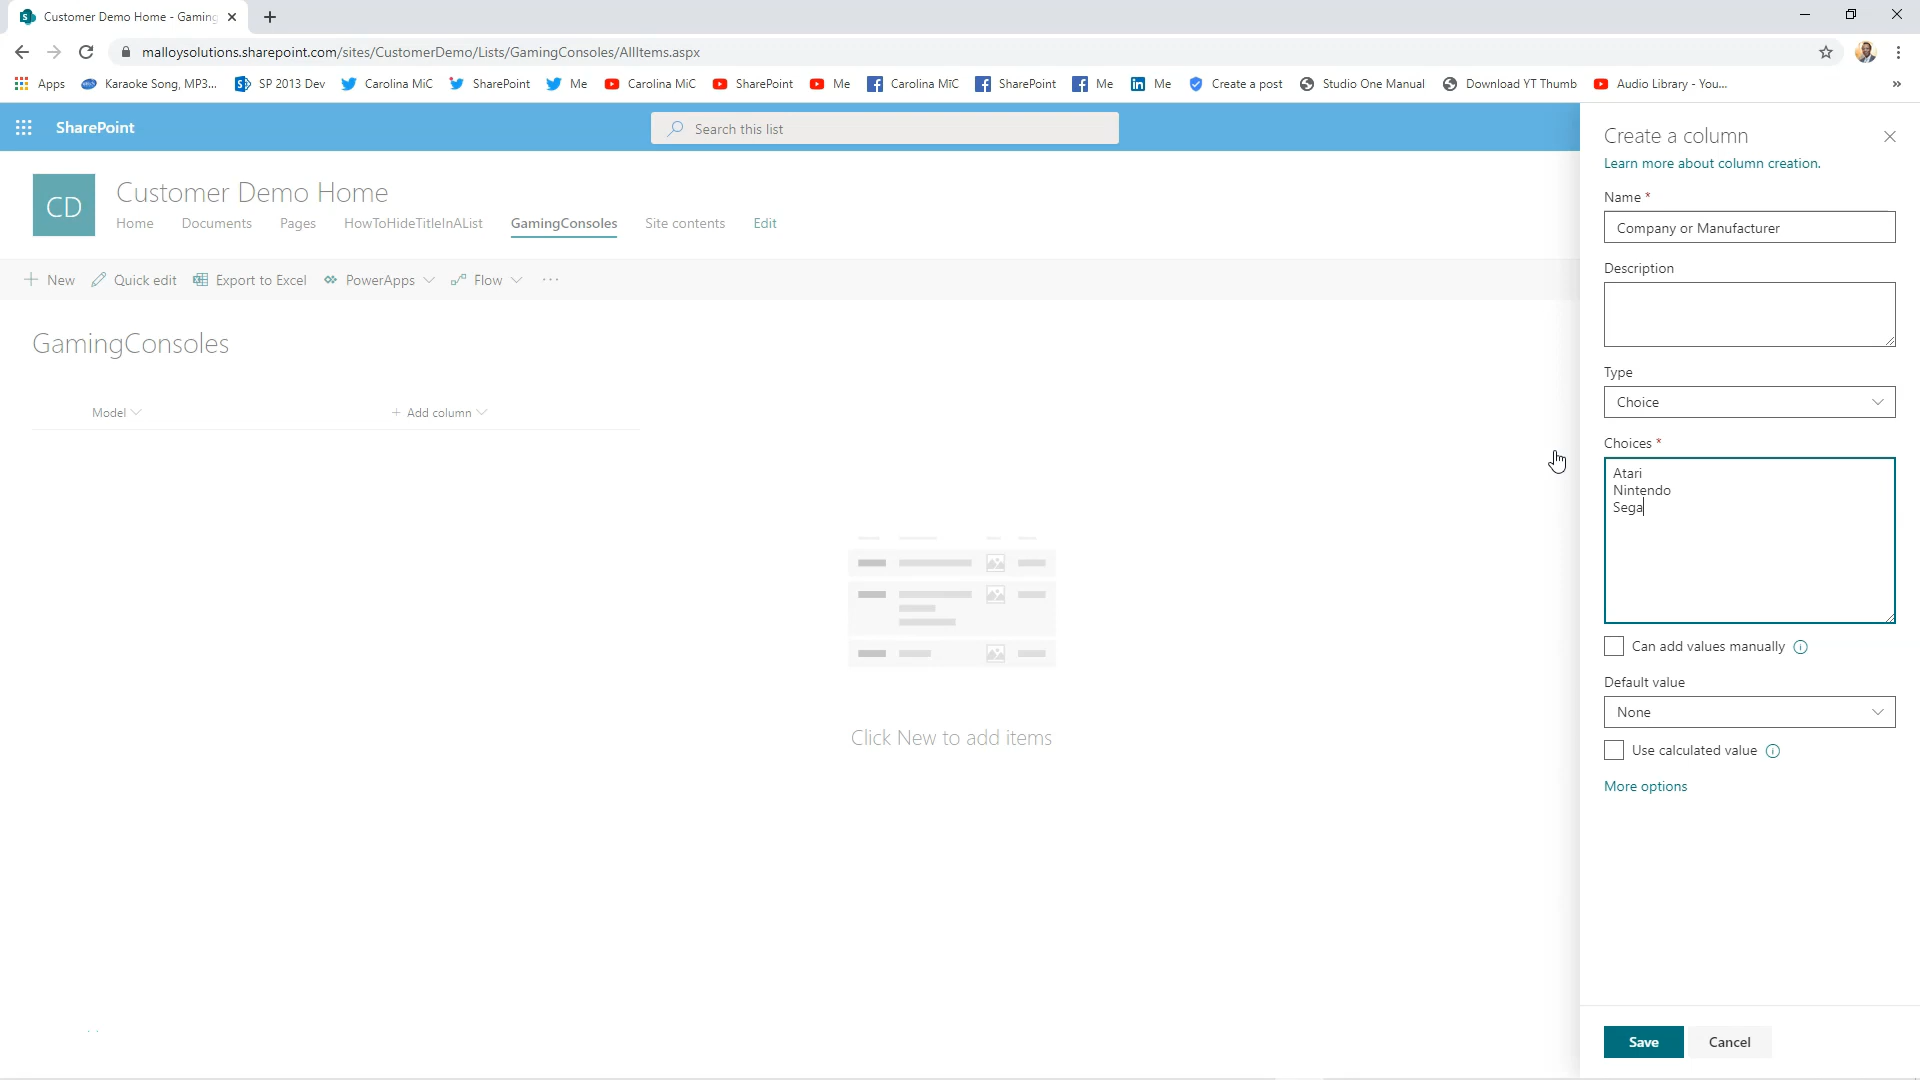 Customer Demo Home - Gaming
malloysolutions.sharepoint.com/sites/CustomerDemo/Lists/GamingConsoles/AllItems.aspx
Apps Karaoke Song, MP3... SP 2013 Dev Carolina MiC SharePoint Me Carolina MiC SharePoint Me Carolina MiC SharePoint Me Me Create a post Studio One Manual Download YT Thumb Audio Library - You... »
SharePoint
Search this list
CD
Customer Demo Home
Home Documents Pages HowToHideTitleInAList GamingConsoles Site contents Edit
New Quick edit Export to Excel PowerApps Flow ...
GamingConsoles
Model + Add column
Click New to add items
Create a column
Learn more about column creation.
Name *
Company or Manufacturer
Description
Type
Choice
Choices *
Atari
Nintendo
Sega
Can add values manually
Default value
None
Use calculated value
More options
Save Cancel